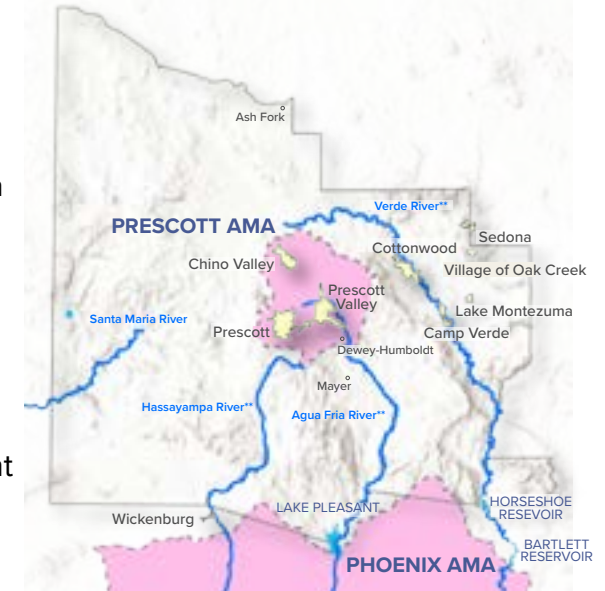 Ash Fork
Verde River**
PRESCOTT AMA
Sedona
Cottonwood
Chino Valley
Village of Oak Creek
Prescott
Valley
Lake Montezuma
Santa Maria River
Prescott
Camp Verde
Dewey-Humboldt
Mayer
Hassayampa River**
Agua Fria River**
nt
LAKE PLEASANT
HORSESHOE
RESEVOIR
Wickenburg
BARTLETT
RESERVOIR
PHOENIX AMA